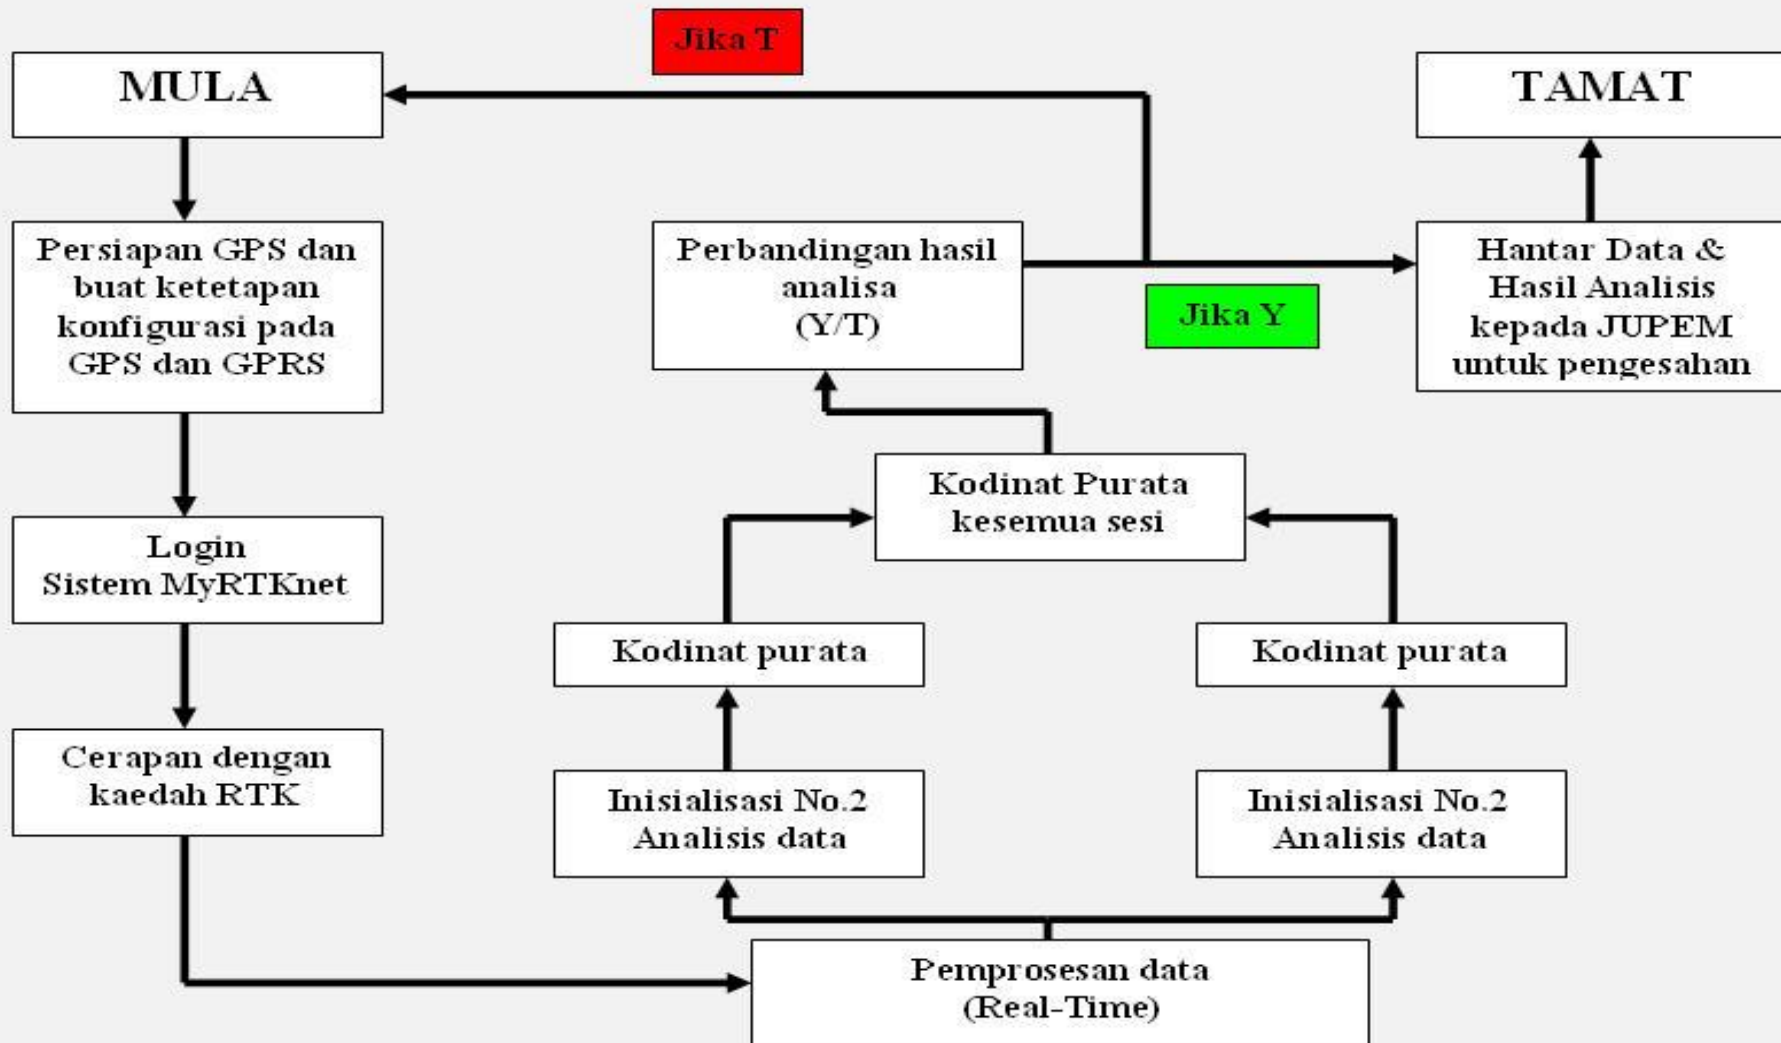 Jika T
MULA
TAMAT
Persiapan GPS dan
buat ketetapan
konfigurasi pada
GPS dan GPRS
Perbandingan hasil
analisa
(Y/T)
Hantar Data &
Hasil Analisis
kepada JUPEM
untuk pengesahan
Jika Y
Kodinat Purata
kesemua sesi
Login
Sistem MyRTKnet
Kodinat purata
Kodinat purata
Cerapan dengan
kaedah RTK
Inisialisasi No.2
Analisis data
Inisialisasi No.2
Analisis data
Pemprosesan data
(Real-Time)